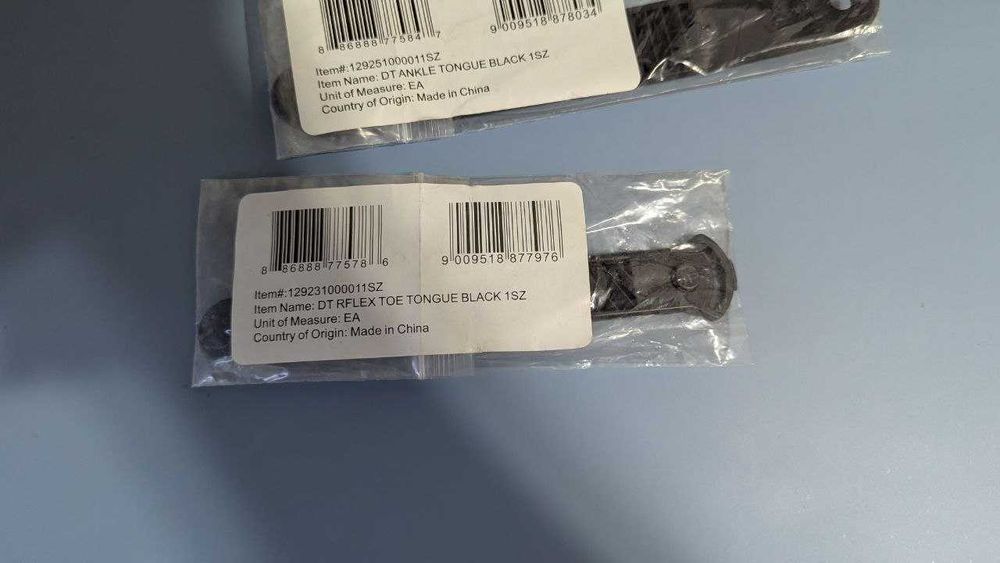 8 86888 77584 7
9 009518 878034
Item#:129251000011SZ
Item Name: DT ANKLE TONGUE BLACK 1SZ
Unit of Measure: EA
Country of Origin: Made in China
8 86888 77578 6
9 009518 877976
Item#:129231000011SZ
Item Name: DT RFLEX TOE TONGUE BLACK 1SZ
Unit of Measure: EA
Country of Origin: Made in China